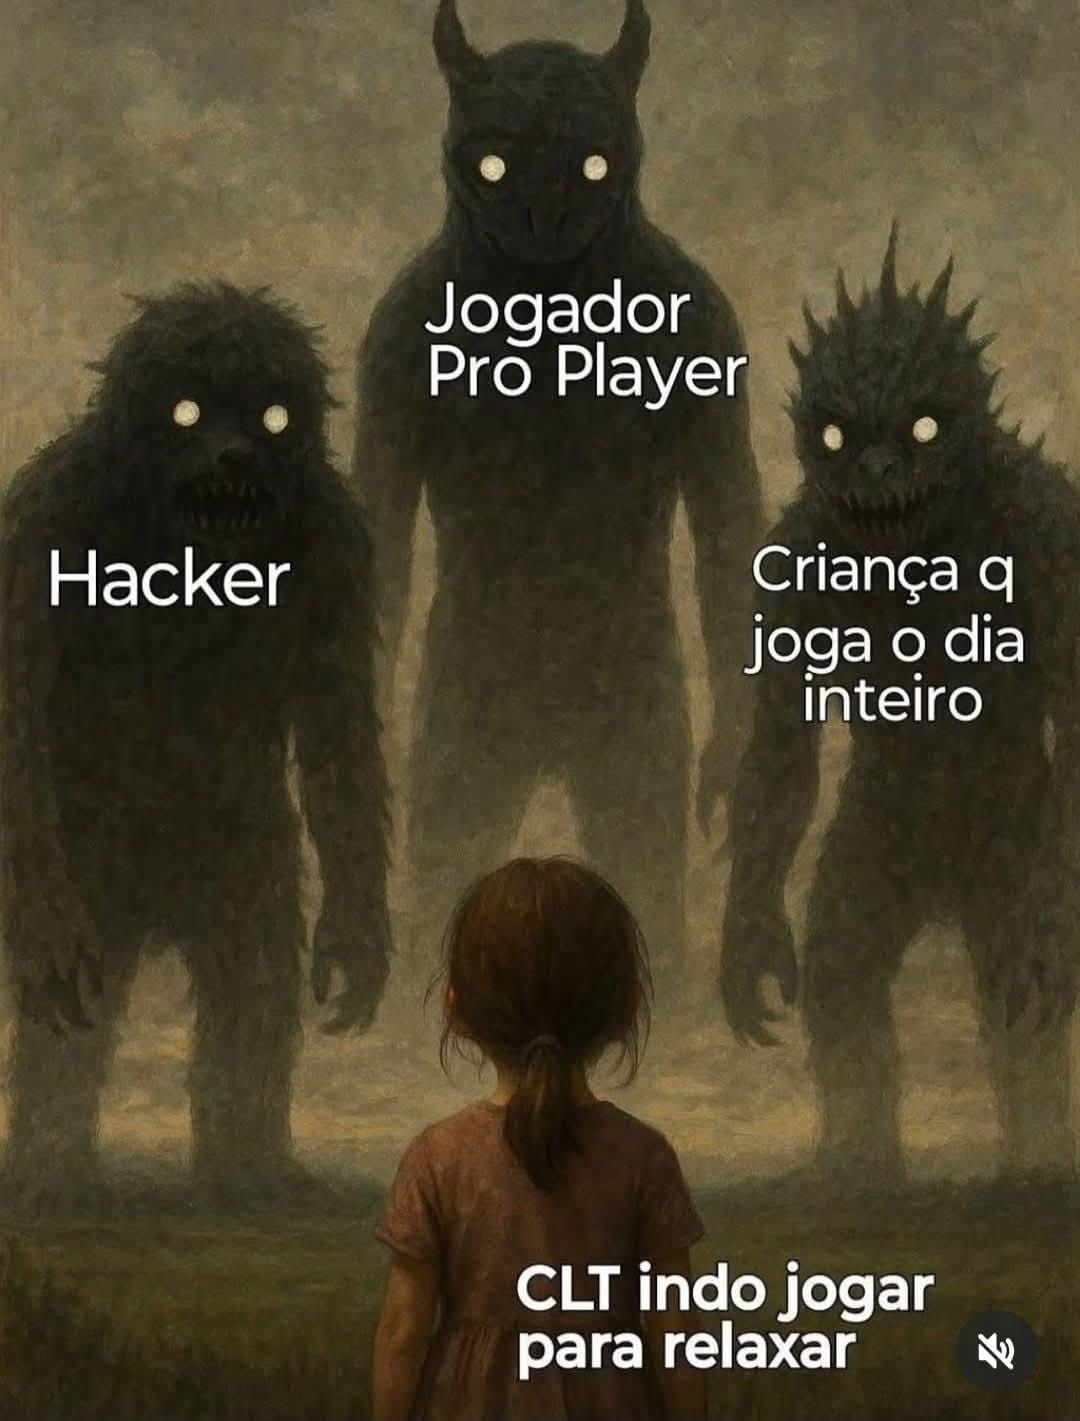 Jogador
Pro Player
Hacker
Criança q
joga o dia
inteiro
CLT indo jogar
para relaxar